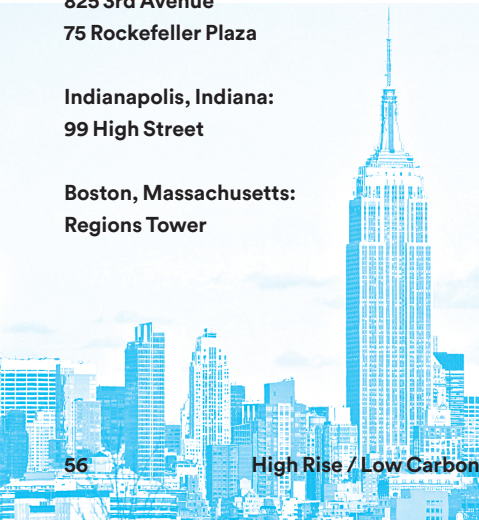 825 3rd Avenue
75 Rockefeller Plaza
Indianapolis, Indiana:
99 High Street
Boston, Massachusetts:
Regions Tower
56
High Rise / Low Carbon